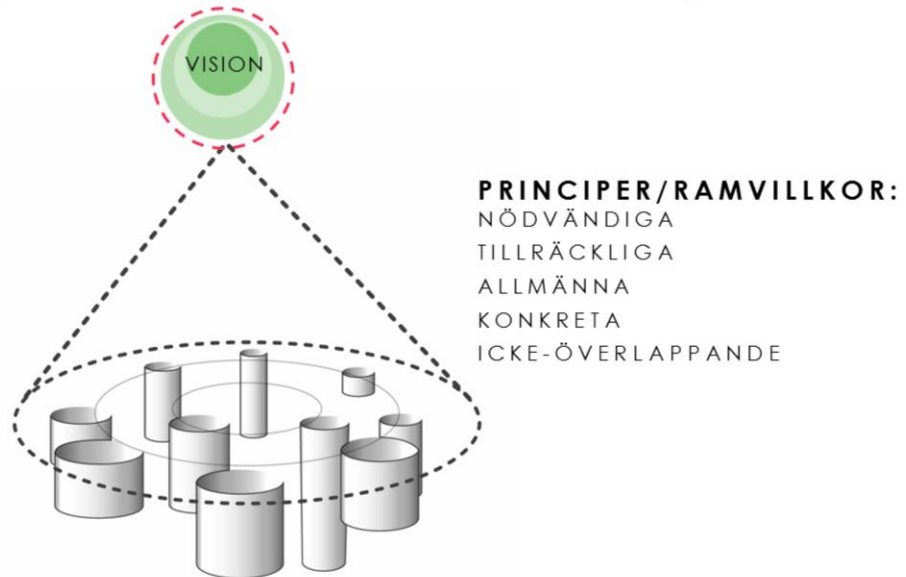 VISION
PRINCIPER/RAMVILLKOR:
NÖDVÄNDIGA
TILLRÄCKLIGA
ALLMÄNNA
KONKRETA
ICKE-ÖVERLAPPANDE